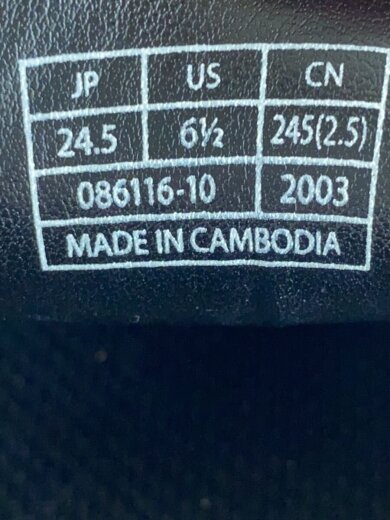 JP US CN
24.5 6½ 245(2.5)
086116-10 2003
MADE IN CAMBODIA